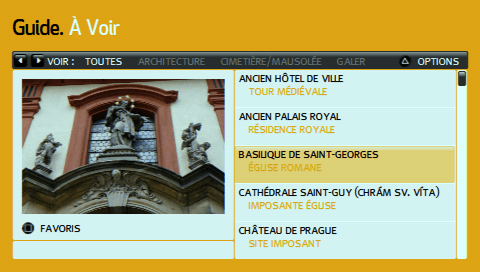 Guide. À Voir
VOIR : TOUTES ARCHITECTURE CIMETIÈRE/MAUSOLÉE GALER OPTIONS
ANCIEN HÔTEL DE VILLE
TOUR MÉDIÉVALE
ANCIEN PALAIS ROYAL
RÉSIDENCE ROYALE
BASILIQUE DE SAINT-GEORGES
ÉGLISE ROMANE
CATHÉDRALE SAINT-GUY (CHRÁM SV. VÍTA)
IMPOSANTE ÉGLISE
CHÂTEAU DE PRAGUE
SITE IMPOSANT
FAVORIS